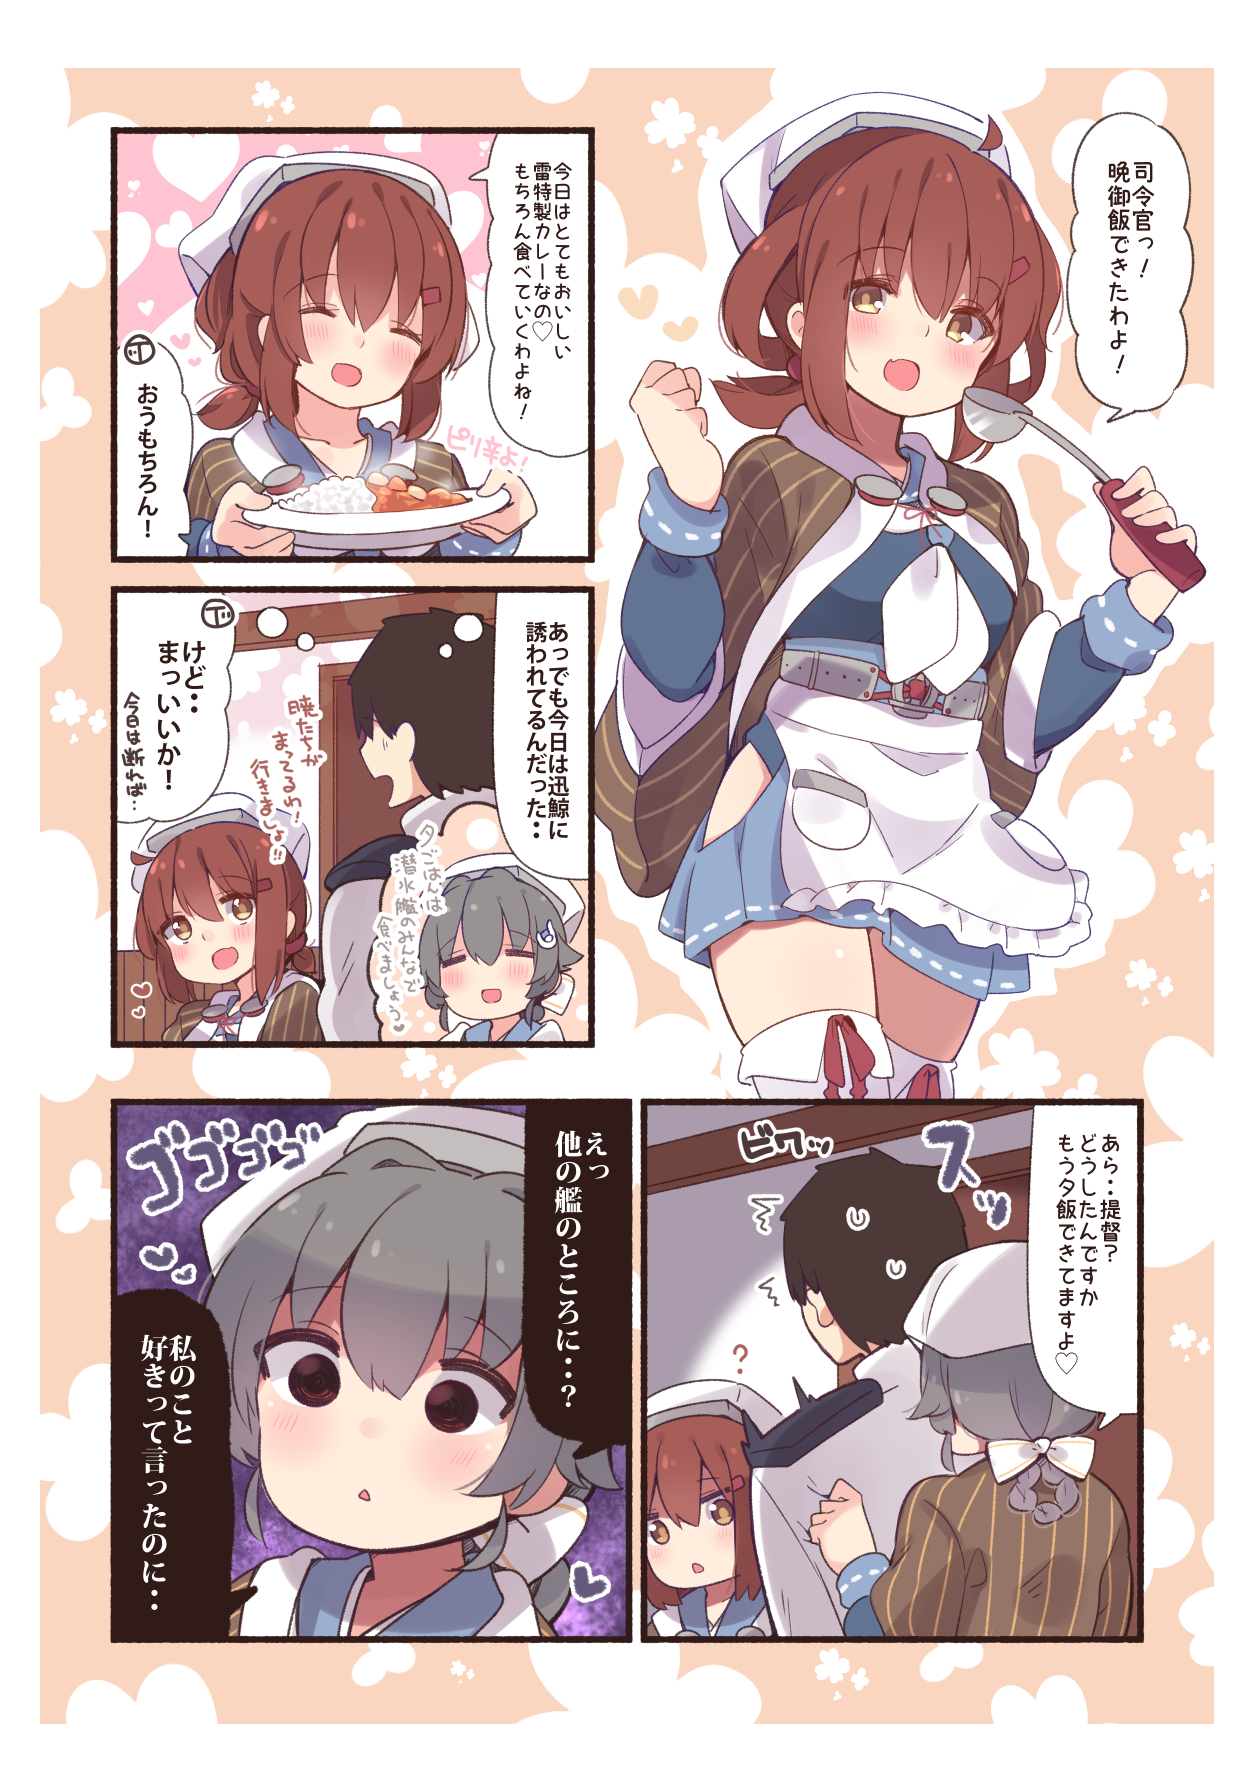 司令官っ!
晩御飯できたわよ!
今日はとてもおいしい
雷特製カレーなの♡
もちろん食べていくわよね!
ピリ辛よ!
おうもちろん!
あっでも今日は迅鯨に
誘われてるんだった‥
夕ごはんは
潜水艦のみんなで
食べましょう♥
暁たちが
まってるわ!
行きましょ!!
けど‥
まっいいか!
今日は断れば…
あら‥提督?
どうしたんですか
もう夕飯できてますよ♡
スッ
ビクッ
?
えっ
他の艦のところに‥?
ゴゴゴゴ
私のこと
好きって言ったのに‥